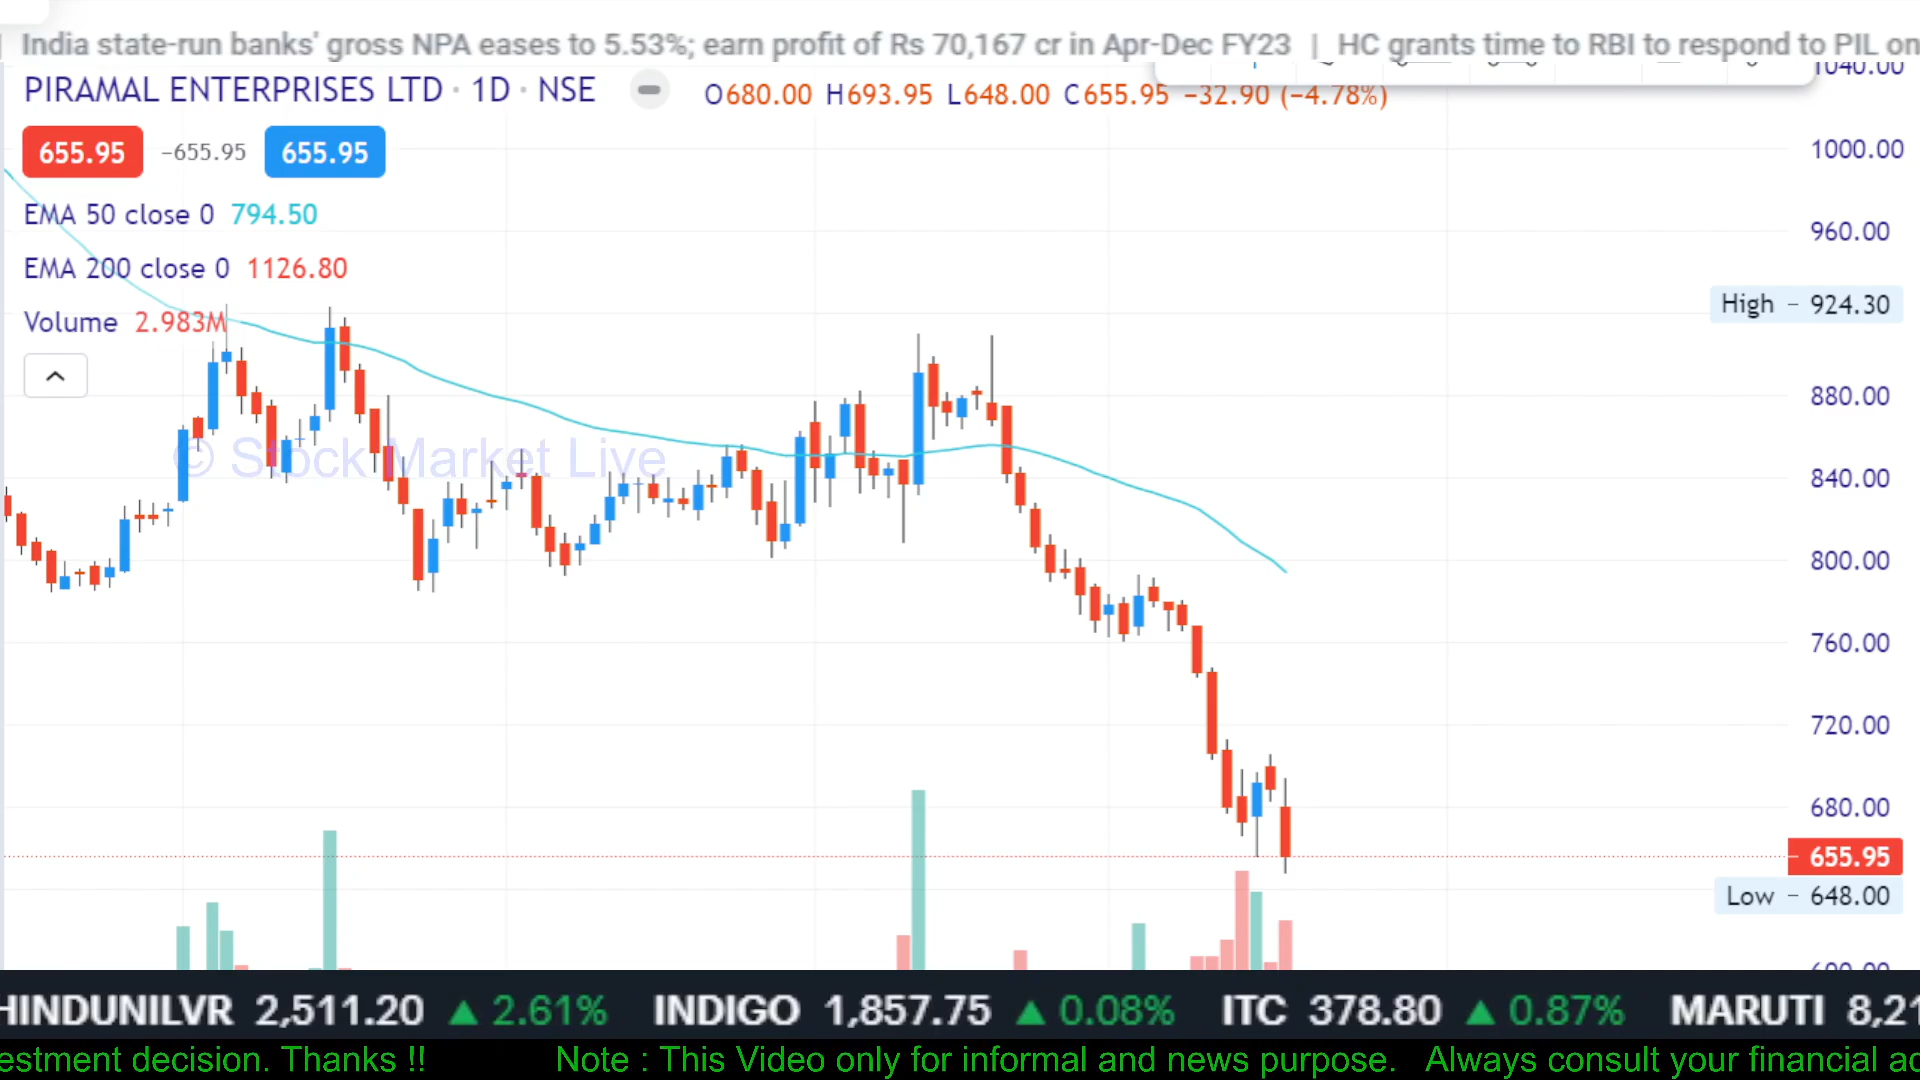 India state-run banks' gross NPA eases to 5.53%; earn profit of Rs 70,167 cr in Apr-Dec FY23 | HC grants time to RBI to respond to PIL on
1040.00
PIRAMAL ENTERPRISES LTD · 1D · NSE O680.00 H693.95 L648.00 C655.95 −32.90 (−4.78%)
655.95 −655.95 655.95
1000.00
EMA 50 close 0 794.50
960.00
EMA 200 close 0 1126.80
High 924.30
Volume 2.983M
880.00
© Stock Market Live
840.00
800.00
760.00
720.00
680.00
655.95
Low 648.00
HINDUNILVR 2,511.20 ▲ 2.61% INDIGO 1,857.75 ▲ 0.08% ITC 378.80 ▲ 0.87% MARUTI 8,21
estment decision. Thanks !! Note : This Video only for informal and news purpose. Always consult your financial ad